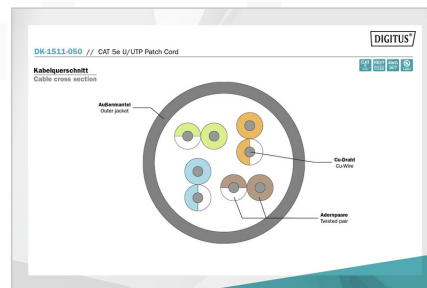 DIGITUS®
DK-1511-050 // CAT 5e U/UTP Patch Cord
Kabelquerschnitt
Cable cross section
Außenmantel
Outer jacket
Cu-Draht
Cu-Wire
Adernpaare
Twisted pair